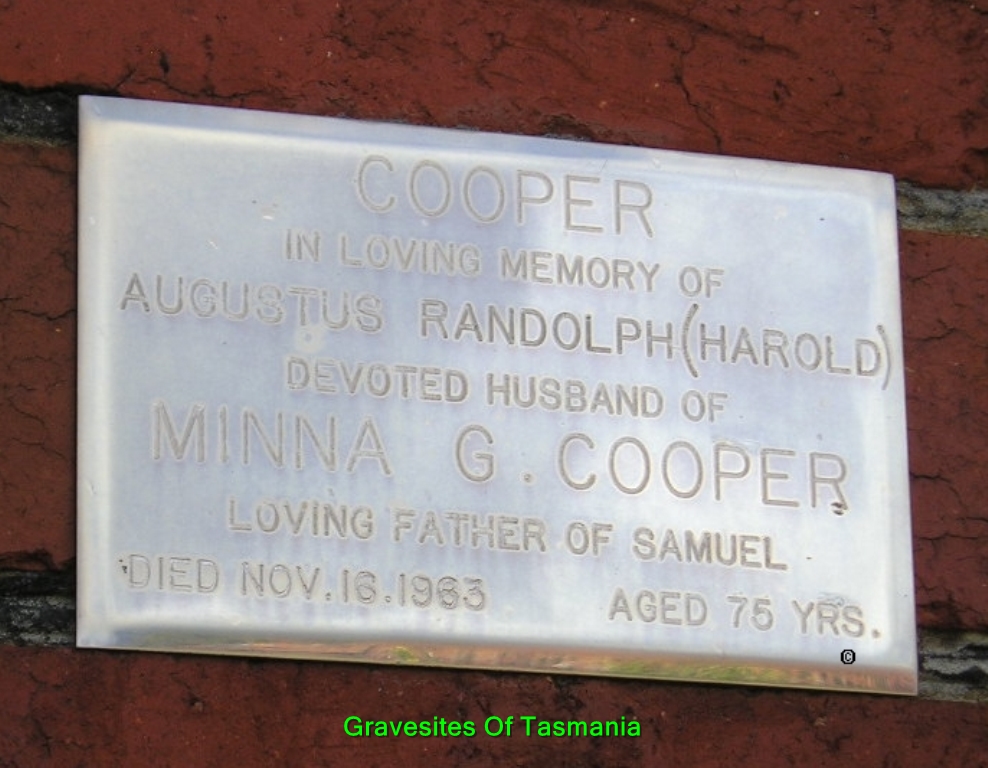 COOPER
IN LOVING MEMORY OF
AUGUSTUS RANDOLPH (HAROLD)
DEVOTED HUSBAND OF
MINNA G. COOPER
LOVING FATHER OF SAMUEL
DIED NOV. 16. 1963 AGED 75 YRS.
©
Gravesites Of Tasmania